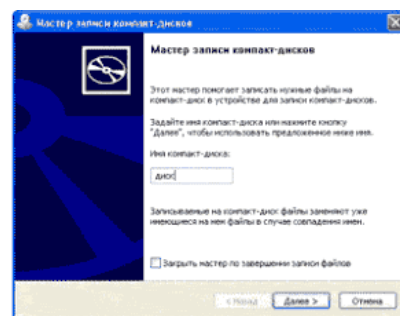 Мастер записи компакт-дисков
Мастер записи компакт-дисков
Этот мастер помогает записать нужные файлы на
компакт-диск в устройстве для записи компакт-дисков.
Задайте имя компакт-диска или нажмите кнопку
"Далее", чтобы использовать предложенное ниже имя.
Имя компакт-диска:
диск
Записываемые на компакт-диск файлы заменяют уже
имеющиеся на нем файлы в случае совпадения имен.
Закрыть мастер по завершении записи файлов
< Назад Далее > Отмена